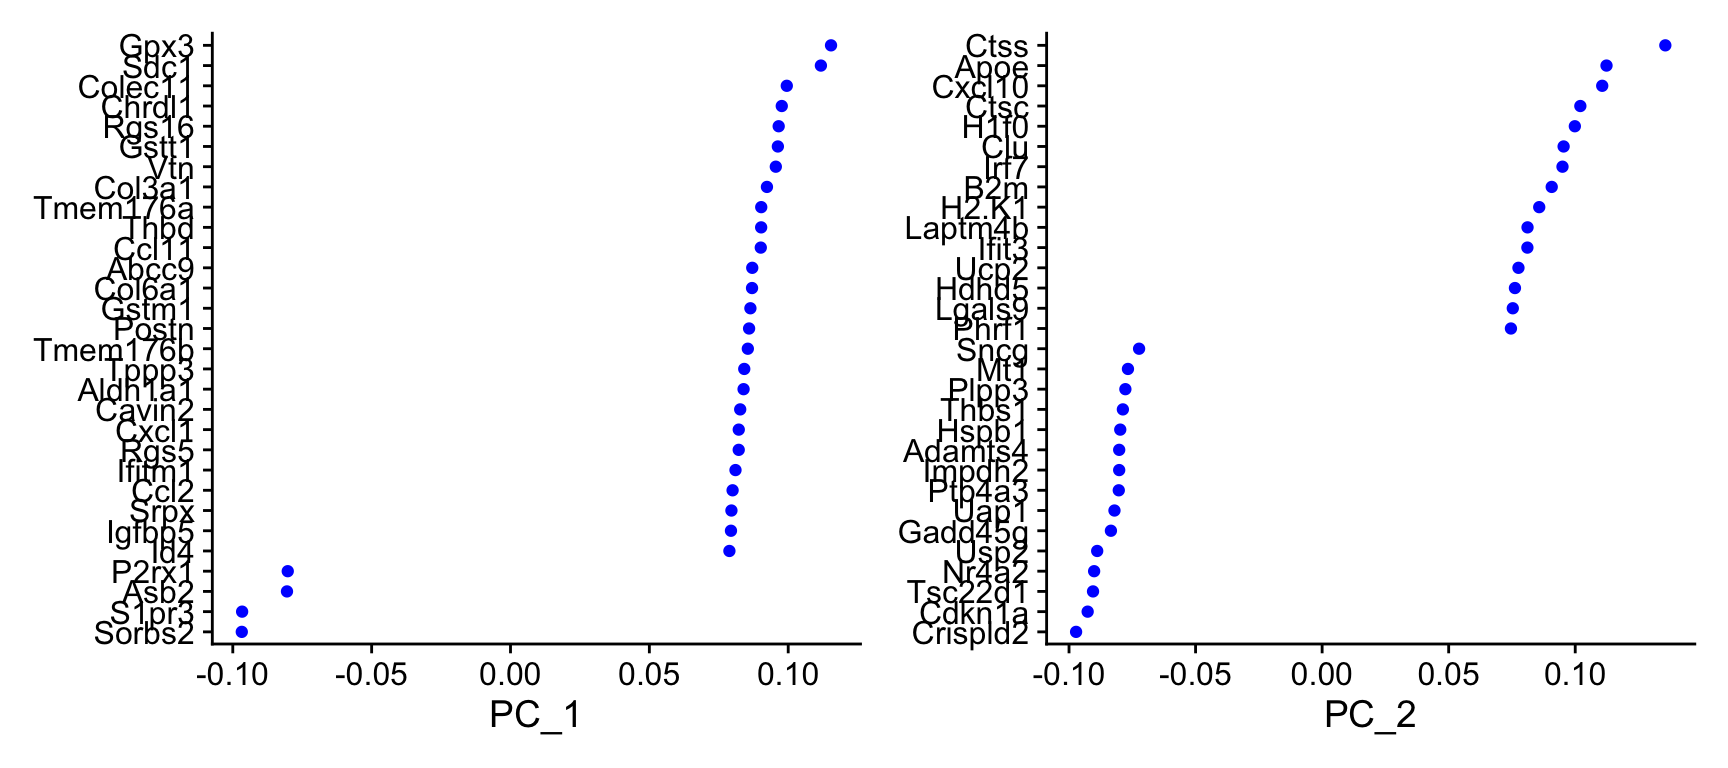 Gpx3
Sdc1
Colec11
Chrdl1
Rgs16
Gstt1
Vtn
Col3a1
Tmem176a
Thbd
Ccl11
Abcc9
Col6a1
Gstm1
Postn
Tmem176b
Tppp3
Aldh1a1
Cavin2
Cxcl1
Rgs5
Ifitm1
Ccl2
Srpx
Igfbp5
Id4
P2rx1
Asb2
S1pr3
Sorbs2
-0.10 -0.05 0.00 0.05 0.10
PC_1
Ctss
Apoe
Cxcl10
Ctsc
H1f0
Clu
Irf7
B2m
H2.K1
Laptm4b
Ifit3
Ucp2
Hdhd5
Lgals9
Phrf1
Sncg
Mt1
Plpp3
Thbs1
Hspb1
Adamts4
Impdh2
Ptp4a3
Uap1
Gadd45g
Usp2
Nr4a2
Tsc22d1
Cdkn1a
Crispld2
-0.10 -0.05 0.00 0.05 0.10
PC_2